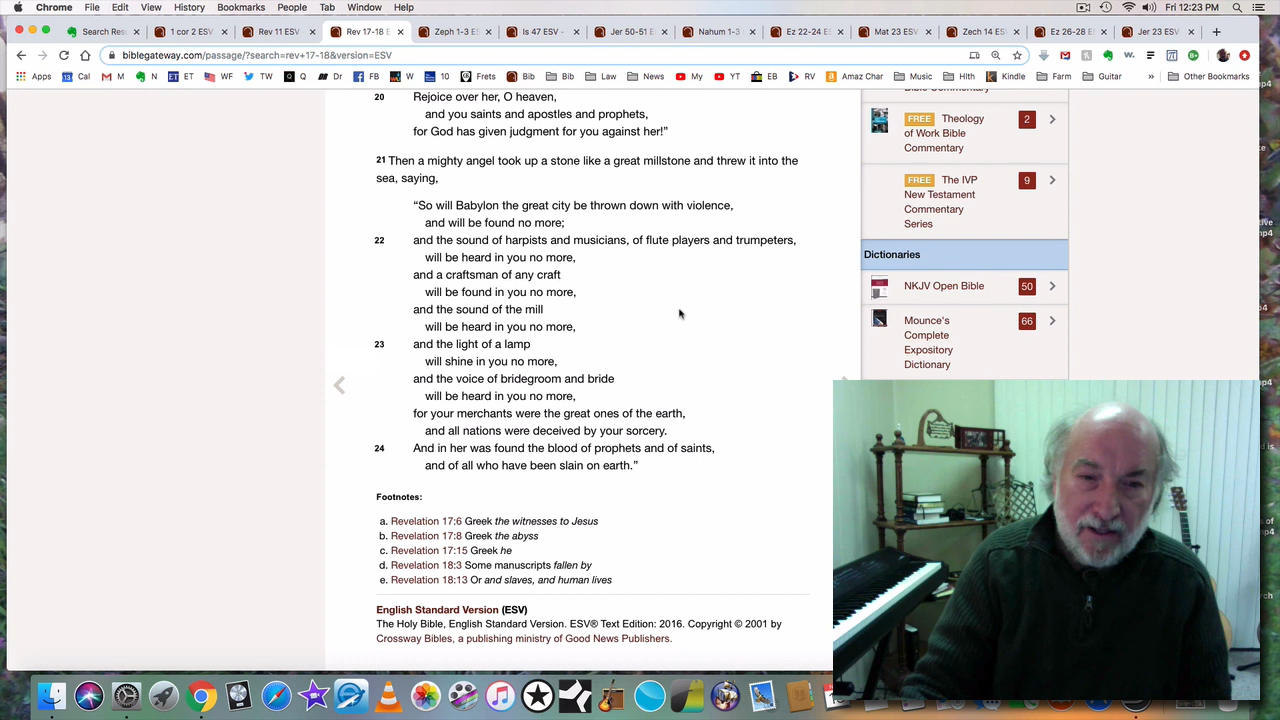 Chrome File Edit View History Bookmarks People Tab Window Help
Fri 12:23 PM
Search Res
1 cor 2 ESV
Rev 11 ESV
Rev 17-18 E
Zeph 1-3 E
Is 47 ESV -
Jer 50-51 E
Nahum 1-3
Ez 22-24 E
Mat 23 ESV
Zech 14 ES
Ez 26-28 E
Jer 23 ESV
biblegateway.com/passage/?search=rev+17-18&version=ESV
Apps Cal M N ET WF TW Q Dr FB W 10 Frets Bib Bib Law News My YT EB RV Amaz Char Music Hlth Kindle Farm Guitar » Other Bookmarks
20 Rejoice over her, O heaven,
and you saints and apostles and prophets,
for God has given judgment for you against her!”
21 Then a mighty angel took up a stone like a great millstone and threw it into the
sea, saying,
“So will Babylon the great city be thrown down with violence,
and will be found no more;
22 and the sound of harpists and musicians, of flute players and trumpeters,
will be heard in you no more,
and a craftsman of any craft
will be found in you no more,
and the sound of the mill
will be heard in you no more,
23 and the light of a lamp
will shine in you no more,
and the voice of bridegroom and bride
will be heard in you no more,
for your merchants were the great ones of the earth,
and all nations were deceived by your sorcery.
24 And in her was found the blood of prophets and of saints,
and of all who have been slain on earth.”
Footnotes:
a. Revelation 17:6 Greek the witnesses to Jesus
b. Revelation 17:8 Greek the abyss
c. Revelation 17:15 Greek he
d. Revelation 18:3 Some manuscripts fallen by
e. Revelation 18:13 Or and slaves, and human lives
English Standard Version (ESV)
The Holy Bible, English Standard Version. ESV® Text Edition: 2016. Copyright © 2001 by
Crossway Bibles, a publishing ministry of Good News Publishers.
Bible Commentary
FREE Theology 2
of Work Bible
Commentary
FREE The IVP 9
New Testament
Commentary
Series
Dictionaries
NKJV Open Bible 50
Mounce's 66
Complete
Expository
Dictionary